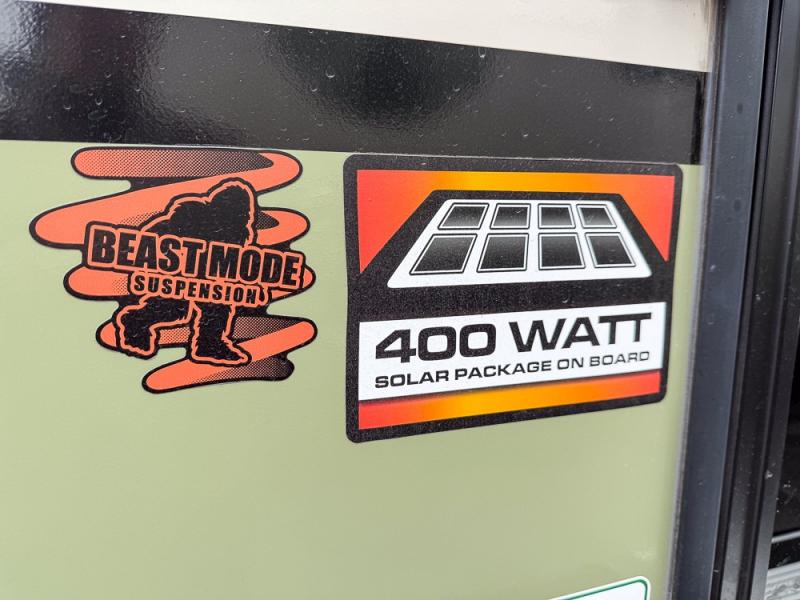 BEAST MODE
SUSPENSION
400 WATT
SOLAR PACKAGE ON BOARD